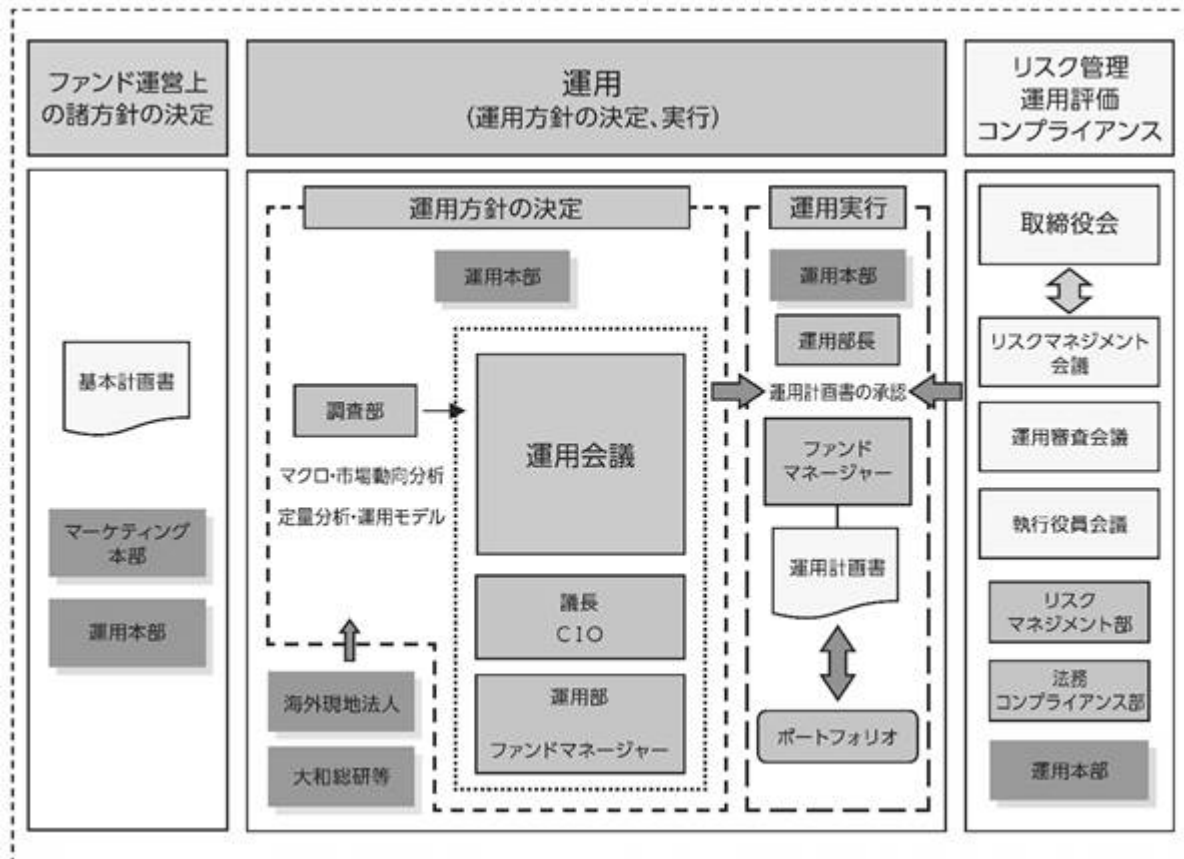 ファンド運営上
の諸方針の決定
運用
(運用方針の決定、実行)
リスク管理
運用評価
コンプライアンス
基本計画書
マーケティング
本部
運用本部
運用方針の決定
運用本部
調査部
マクロ・市場動向分析
定量分析・運用モデル
運用会議
議長
CIO
運用部
ファンドマネージャー
海外現地法人
大和総研等
運用実行
運用本部
運用部長
運用計画書の承認
ファンド
マネージャー
運用計画書
ポートフォリオ
取締役会
リスクマネジメント
会議
運用審査会議
執行役員会議
リスク
マネジメント部
法務
コンプライアンス部
運用本部